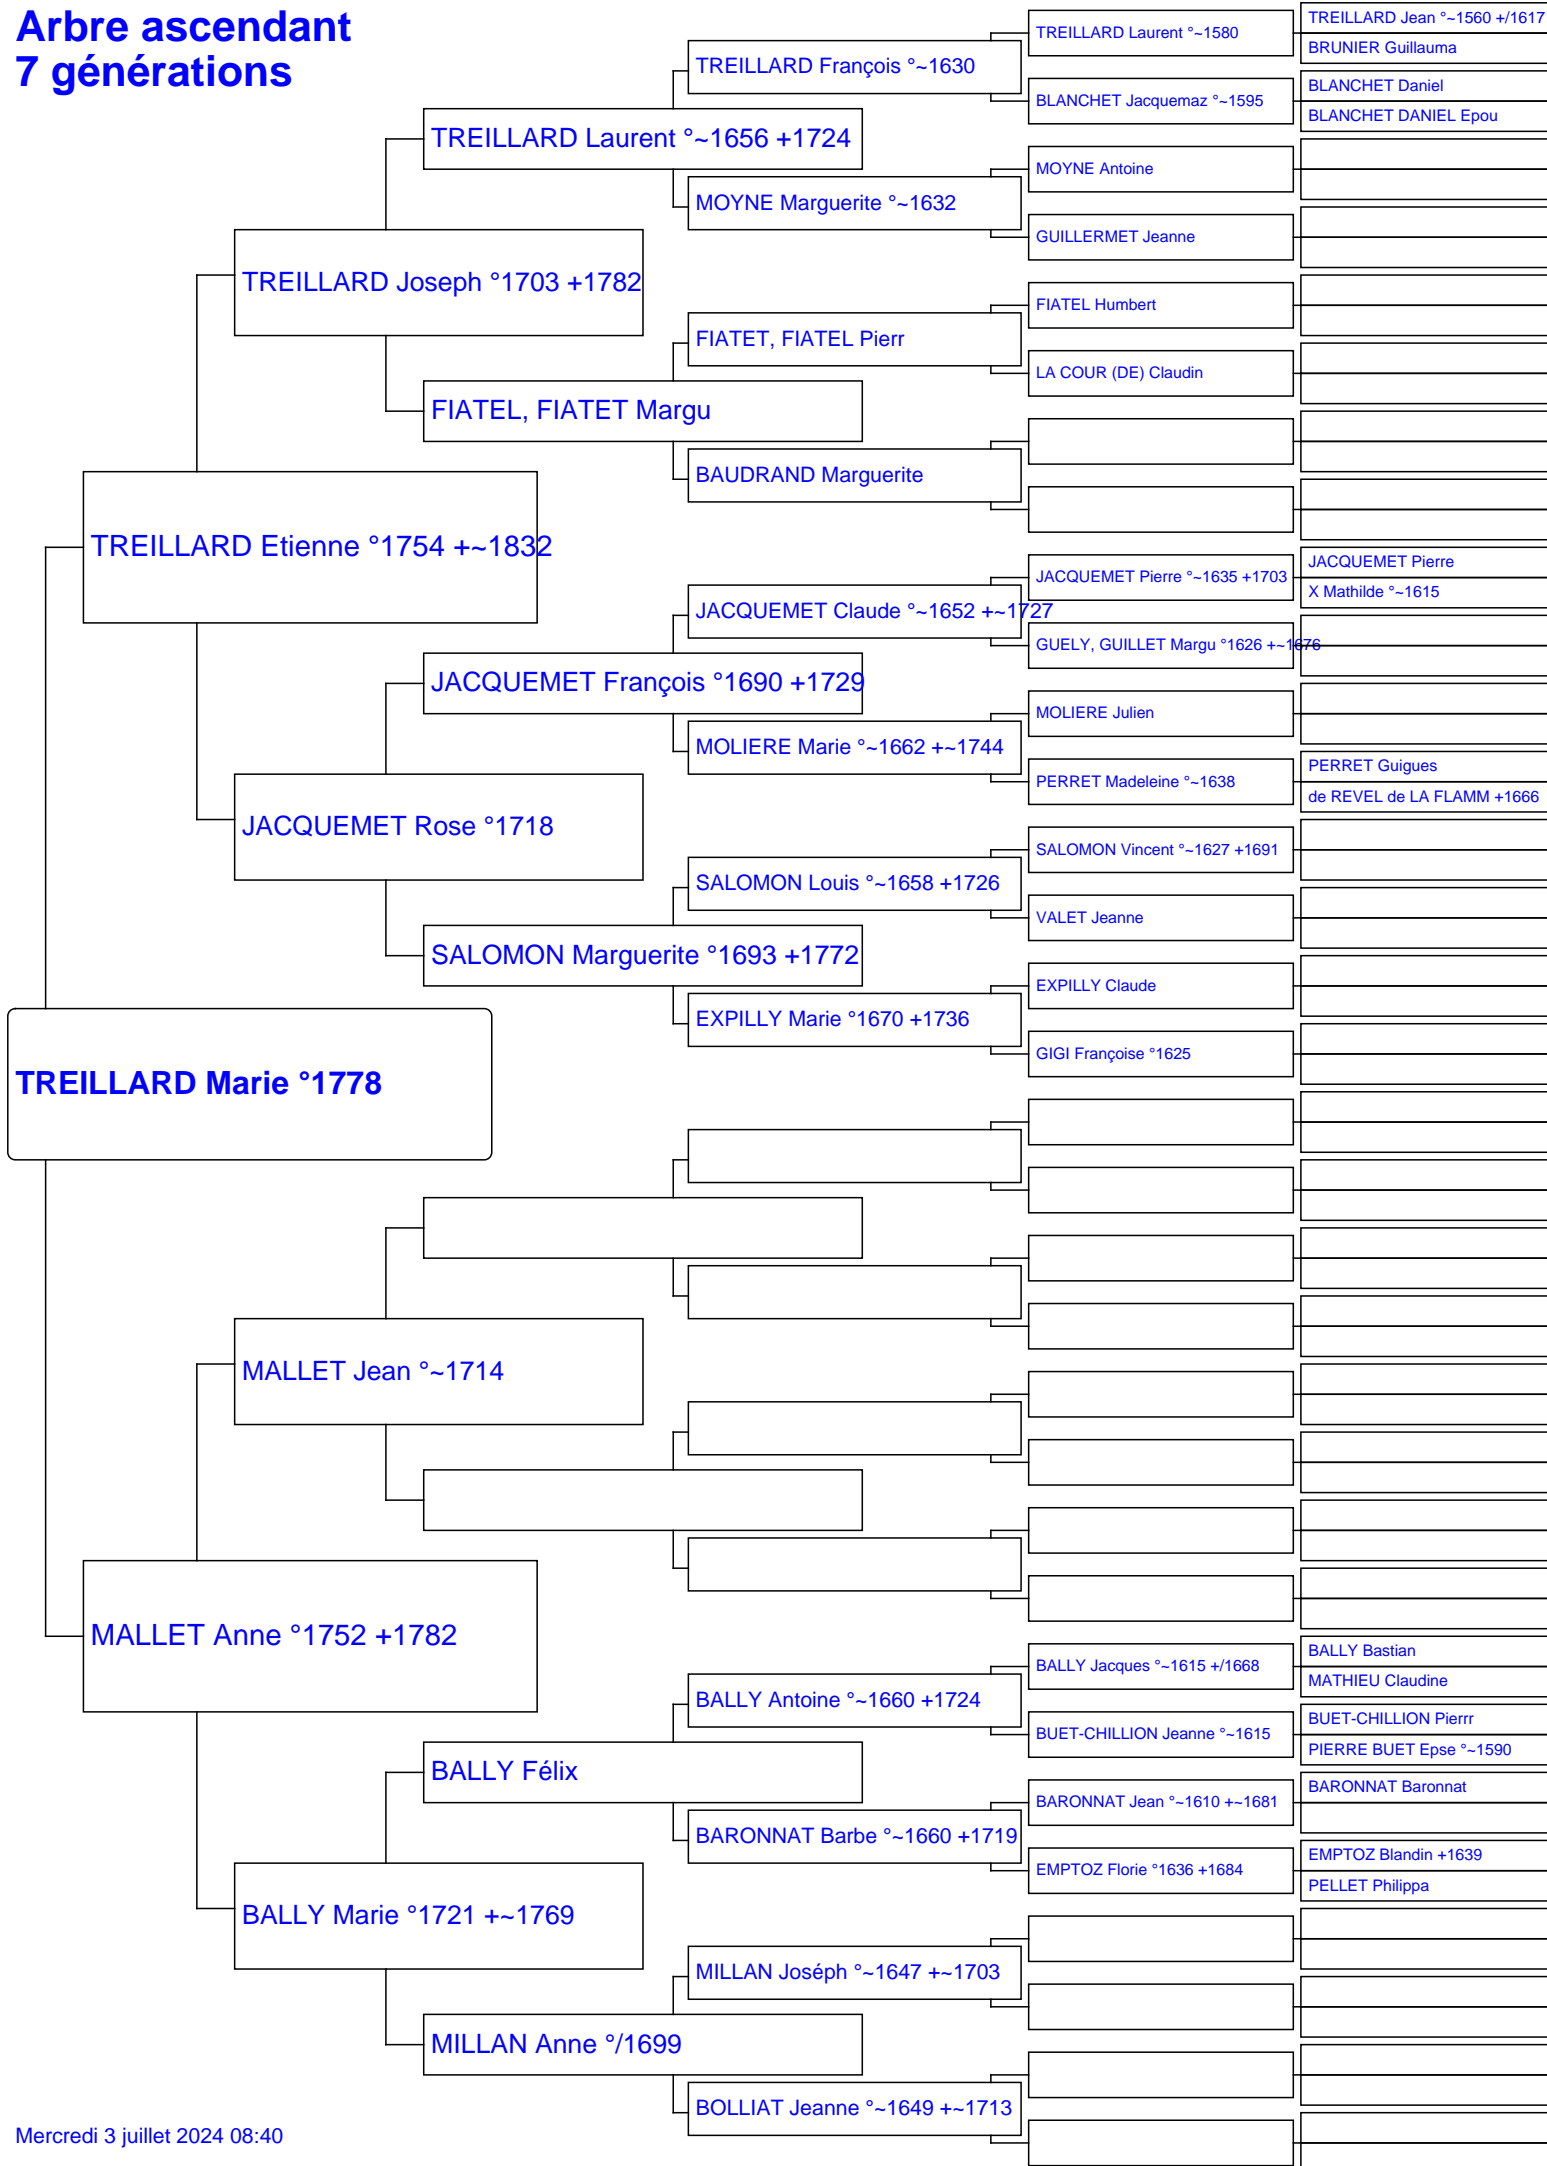 Arbre ascendant
7 générations
TREILLARD Marie °1778
TREILLARD Etienne °1754 +~1832
MALLET Anne °1752 +1782
TREILLARD Joseph °1703 +1782
JACQUEMET Rose °1718
MALLET Jean °~1714
BALLY Marie °1721 +~1769
TREILLARD Laurent °~1656 +1724
FIATEL, FIATET Margu
JACQUEMET François °1690 +1729
SALOMON Marguerite °1693 +1772
BALLY Félix
MILLAN Anne °/1699
TREILLARD François °~1630
MOYNE Marguerite °~1632
FIATET, FIATEL Pierr
BAUDRAND Marguerite
JACQUEMET Claude °~1652 +~1727
MOLIERE Marie °~1662 +~1744
SALOMON Louis °~1658 +1726
EXPILLY Marie °1670 +1736
BALLY Antoine °~1660 +1724
BARONNAT Barbe °~1660 +1719
MILLAN Joséph °~1647 +~1703
BOLLIAT Jeanne °~1649 +~1713
TREILLARD Laurent °~1580
BLANCHET Jacquemaz °~1595
MOYNE Antoine
GUILLERMET Jeanne
FIATEL Humbert
LA COUR (DE) Claudin
JACQUEMET Pierre °~1635 +1703
GUELY, GUILLET Margu °1626 +~1676
MOLIERE Julien
PERRET Madeleine °~1638
SALOMON Vincent °~1627 +1691
VALET Jeanne
EXPILLY Claude
GIGI Françoise °1625
BALLY Jacques °~1615 +/1668
BUET-CHILLION Jeanne °~1615
BARONNAT Jean °~1610 +~1681
EMPTOZ Florie °1636 +1684
TREILLARD Jean °~1560 +/1617
BRUNIER Guillauma
BLANCHET Daniel
BLANCHET DANIEL Epou
JACQUEMET Pierre
X Mathilde °~1615
PERRET Guigues
de REVEL de LA FLAMM +1666
BALLY Bastian
MATHIEU Claudine
BUET-CHILLION Pierrr
PIERRE BUET Epse °~1590
BARONNAT Baronnat
EMPTOZ Blandin +1639
PELLET Philippa
Mercredi 3 juillet 2024 08:40